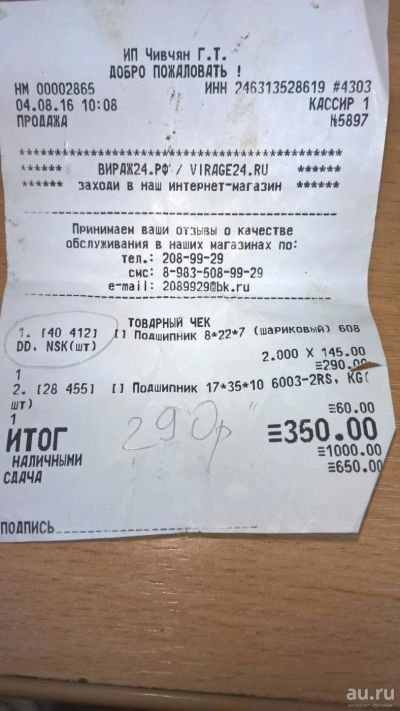 ИП Чивчян Г.Т.
ДОБРО ПОЖАЛОВАТЬ !
НМ 00002865 ИНН 246313528619 #4303
04.08.16 10:08 КАССИР 1
ПРОДАЖА №5897
****************************************
****** ВИРАЖ24.РФ / VIRAGE24.RU ******
****** заходи в наш интернет-магазин ******
Принимаем ваши отзывы о качестве
обслуживания в наших магазинах по:
тел.: 208-99-29
смс: 8-983-508-99-29
e-mail: 2089929@bk.ru
ТОВАРНЫЙ ЧЕК
1. [40 412] [] Подшипник 8*22*7 (шариковый) 608
DD, NSK(шт)
2.000 X 145.00
1 ≡290.00
2. [28 455] [] Подшипник 17*35*10 6003-2RS, KG(
шт)
1 ≡60.00
ИТОГ ≡350.00
НАЛИЧНЫМИ ≡1000.00
СДАЧА ≡650.00
290р
ПОДПИСЬ
au.ru